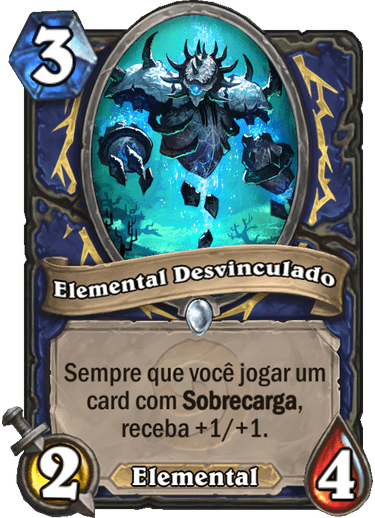 3
Elemental Desvinculado
Sempre que você jogar um
card com Sobrecarga,
receba +1/+1.
2
Elemental
4